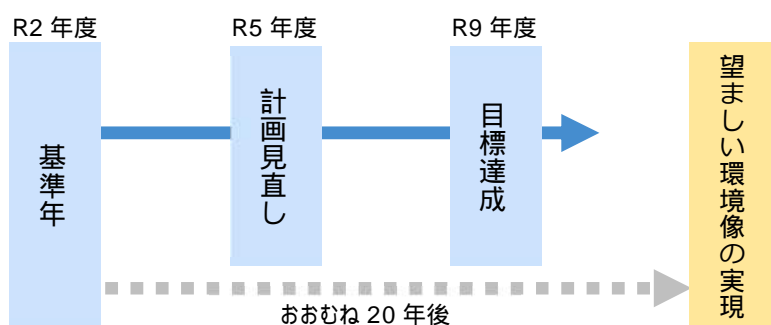 R2 年度
R5 年度
R9 年度
基準年
計画見直し
目標達成
望ましい環境像の実現
おおむね 20 年後